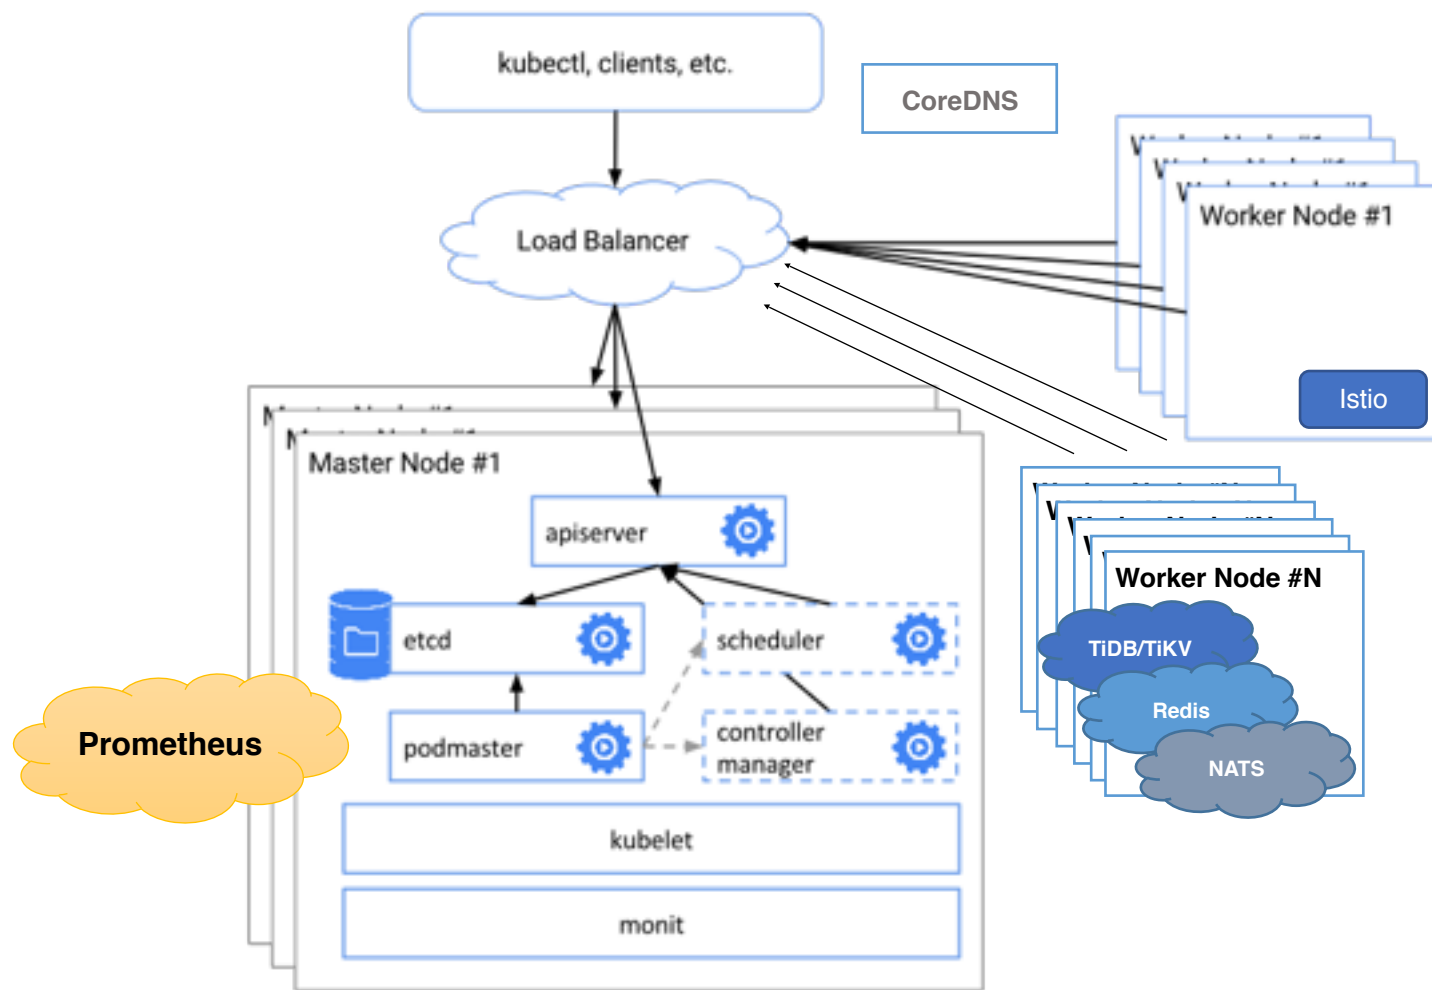 kubectl, clients, etc.
CoreDNS
Worker Node #1
Load Balancer
Istio
Master Node #1
apiserver
Worker Node #N
etcd
scheduler
TiDB/TiKV
Redis
Prometheus
podmaster
controller
manager
NATS
kubelet
monit